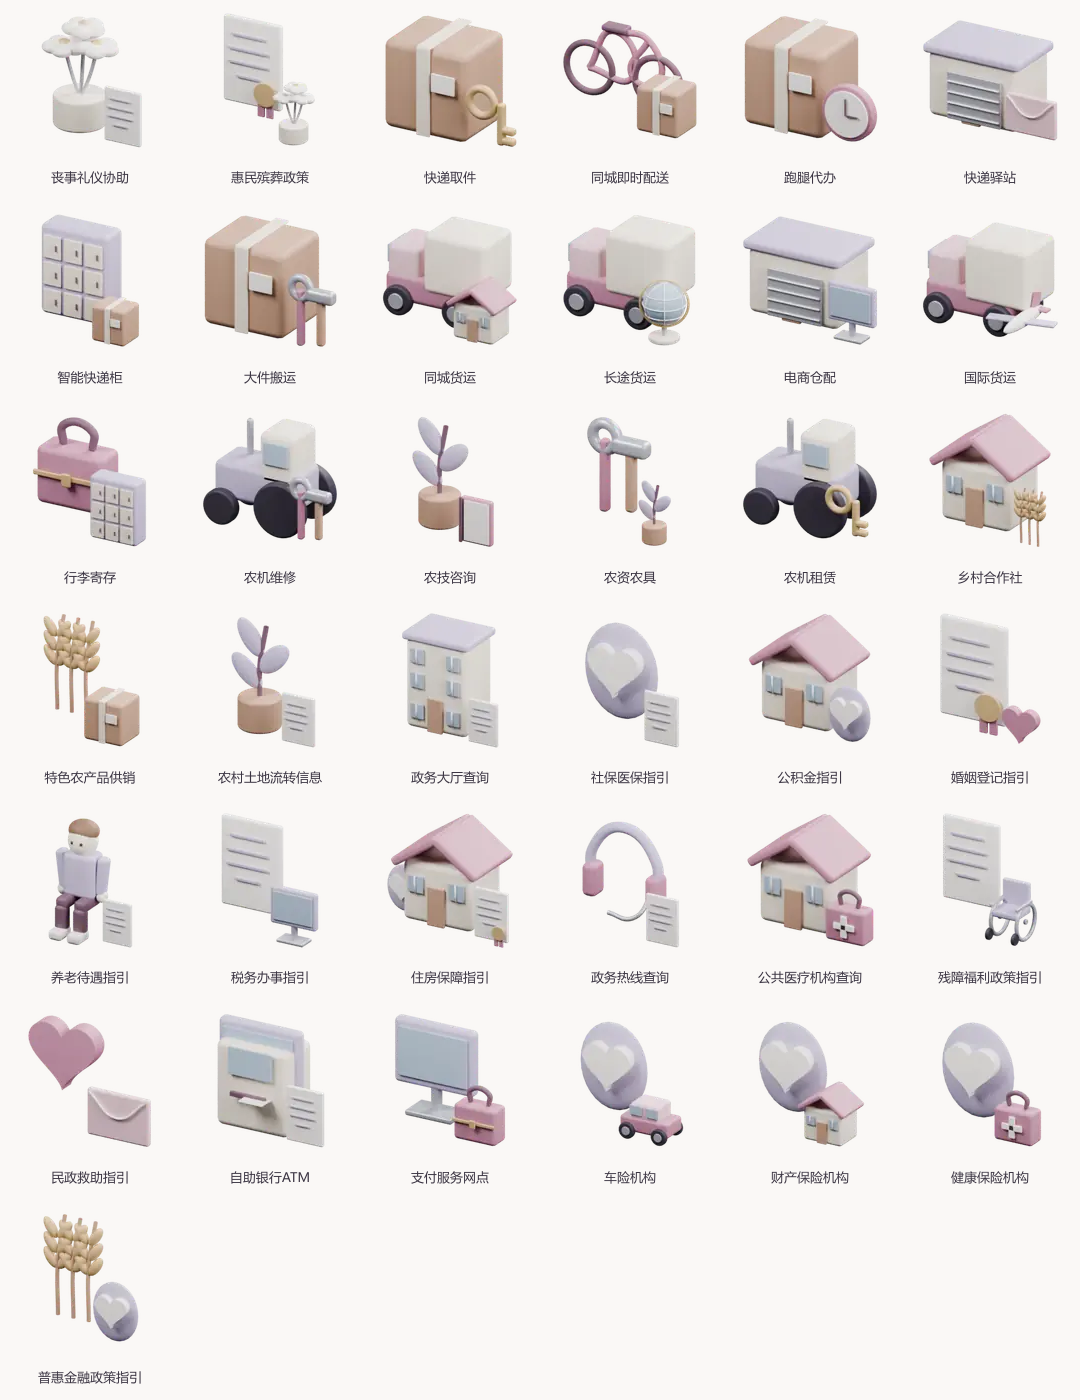 丧事礼仪协助
惠民殡葬政策
快递取件
同城即时配送
跑腿代办
快递驿站
智能快递柜
大件搬运
同城货运
长途货运
电商仓配
国际货运
行李寄存
农机维修
农技咨询
农资农具
农机租赁
乡村合作社
特色农产品供销
农村土地流转信息
政务大厅查询
社保医保指引
公积金指引
婚姻登记指引
养老待遇指引
税务办事指引
住房保障指引
政务热线查询
公共医疗机构查询
残障福利政策指引
民政救助指引
自助银行ATM
支付服务网点
车险机构
财产保险机构
健康保险机构
普惠金融政策指引